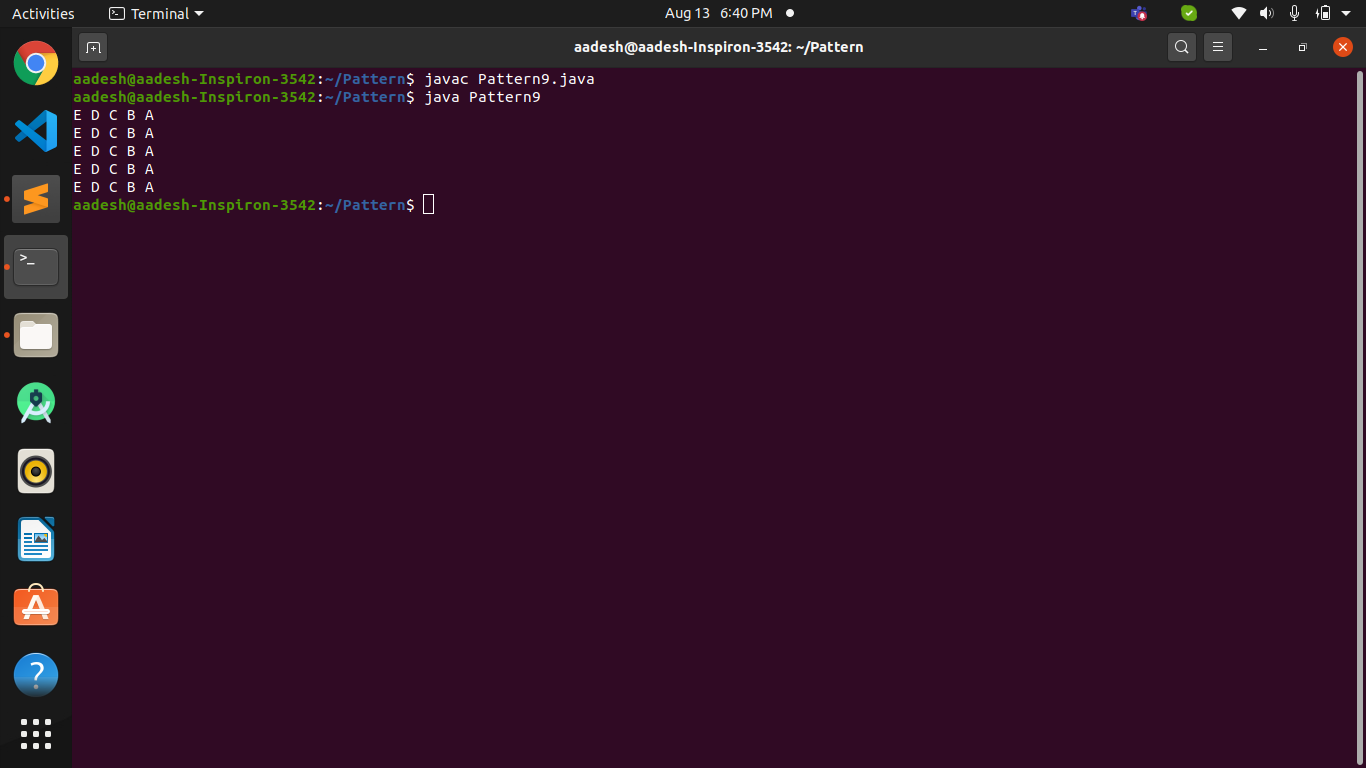 Activities Terminal Aug 13 6:40 PM
aadesh@aadesh-Inspiron-3542: ~/Pattern
aadesh@aadesh-Inspiron-3542:~/Pattern$ javac Pattern9.java
aadesh@aadesh-Inspiron-3542:~/Pattern$ java Pattern9
E D C B A
E D C B A
E D C B A
E D C B A
E D C B A
aadesh@aadesh-Inspiron-3542:~/Pattern$